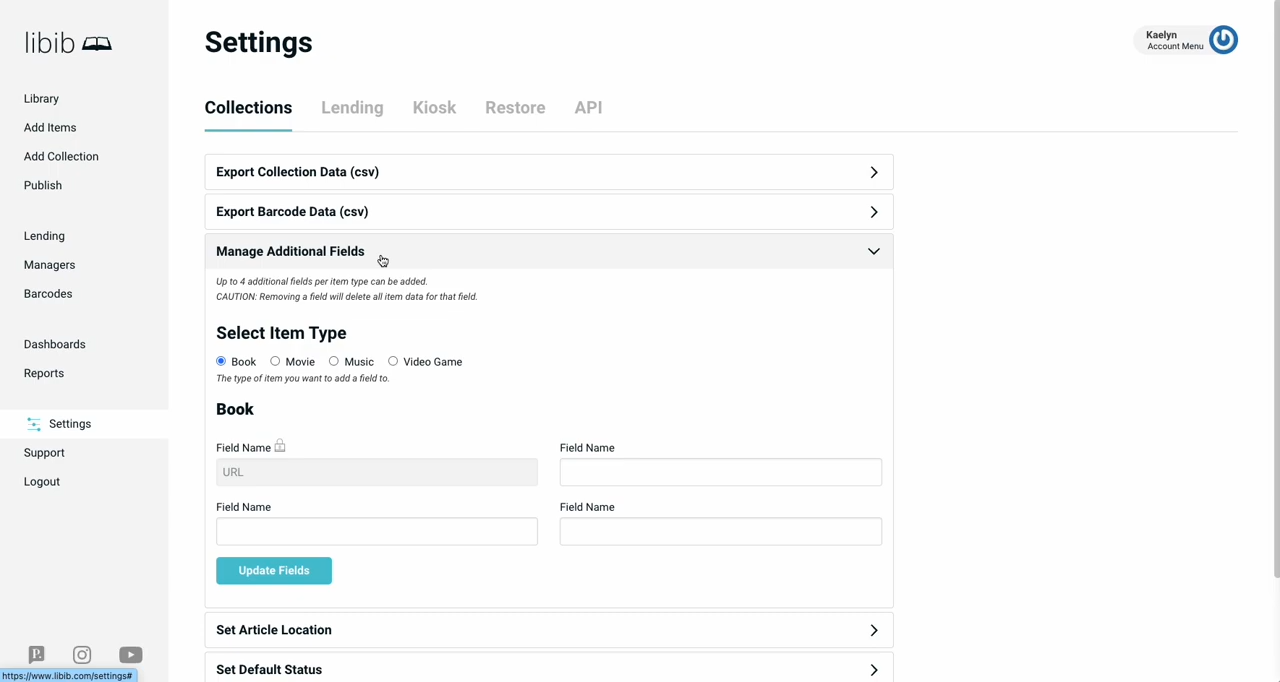 libib
Settings
Kaelyn
Account Menu
Library
Add Items
Add Collection
Publish
Lending
Managers
Barcodes
Dashboards
Reports
Settings
Support
Logout
https://www.libib.com/settings#
Collections
Lending
Kiosk
Restore
API
Export Collection Data (csv)
Export Barcode Data (csv)
Manage Additional Fields
Up to 4 additional fields per item type can be added.
CAUTION: Removing a field will delete all item data for that field.
Select Item Type
Book Movie Music Video Game
The type of item you want to add a field to.
Book
Field Name
Field Name
URL
Field Name
Field Name
Update Fields
Set Article Location
Set Default Status